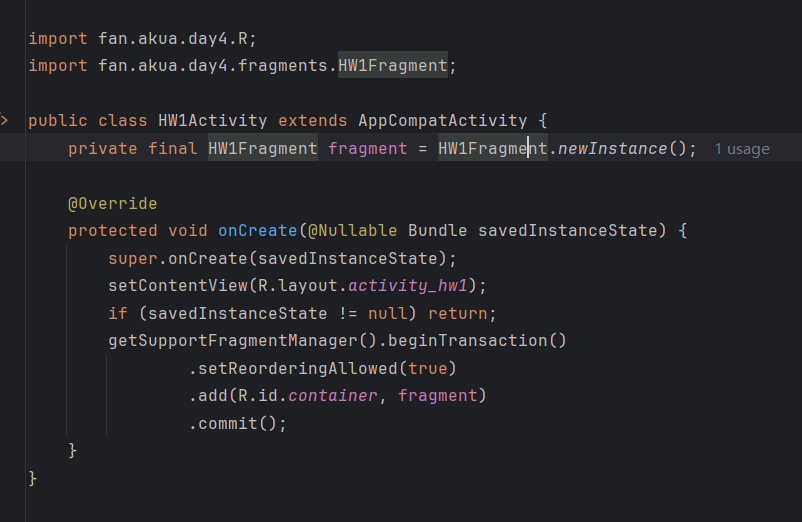 import fan.akua.day4.R;
import fan.akua.day4.fragments.HW1Fragment;
public class HW1Activity extends AppCompatActivity {
private final HW1Fragment fragment = HW1Fragment.newInstance(); 1 usage
@Override
protected void onCreate(@Nullable Bundle savedInstanceState) {
super.onCreate(savedInstanceState);
setContentView(R.layout.activity_hw1);
if (savedInstanceState != null) return;
getSupportFragmentManager().beginTransaction()
.setReorderingAllowed(true)
.add(R.id.container, fragment)
.commit();
}
}